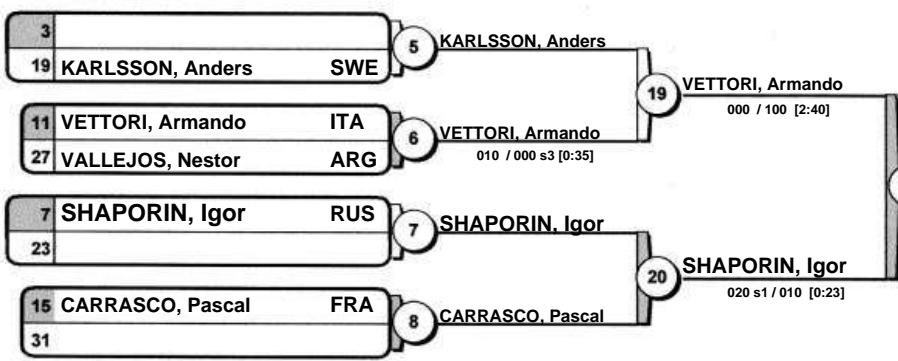 3
19 KARLSSON, Anders SWE
5
KARLSSON, Anders
11 VETTORI, Armando ITA
27 VALLEJOS, Nestor ARG
6
VETTORI, Armando
010 / 000 s3 [0:35]
19
VETTORI, Armando
000 / 100 [2:40]
7 SHAPORIN, Igor RUS
23
7
SHAPORIN, Igor
15 CARRASCO, Pascal FRA
31
8
CARRASCO, Pascal
20
SHAPORIN, Igor
020 s1 / 010 [0:23]